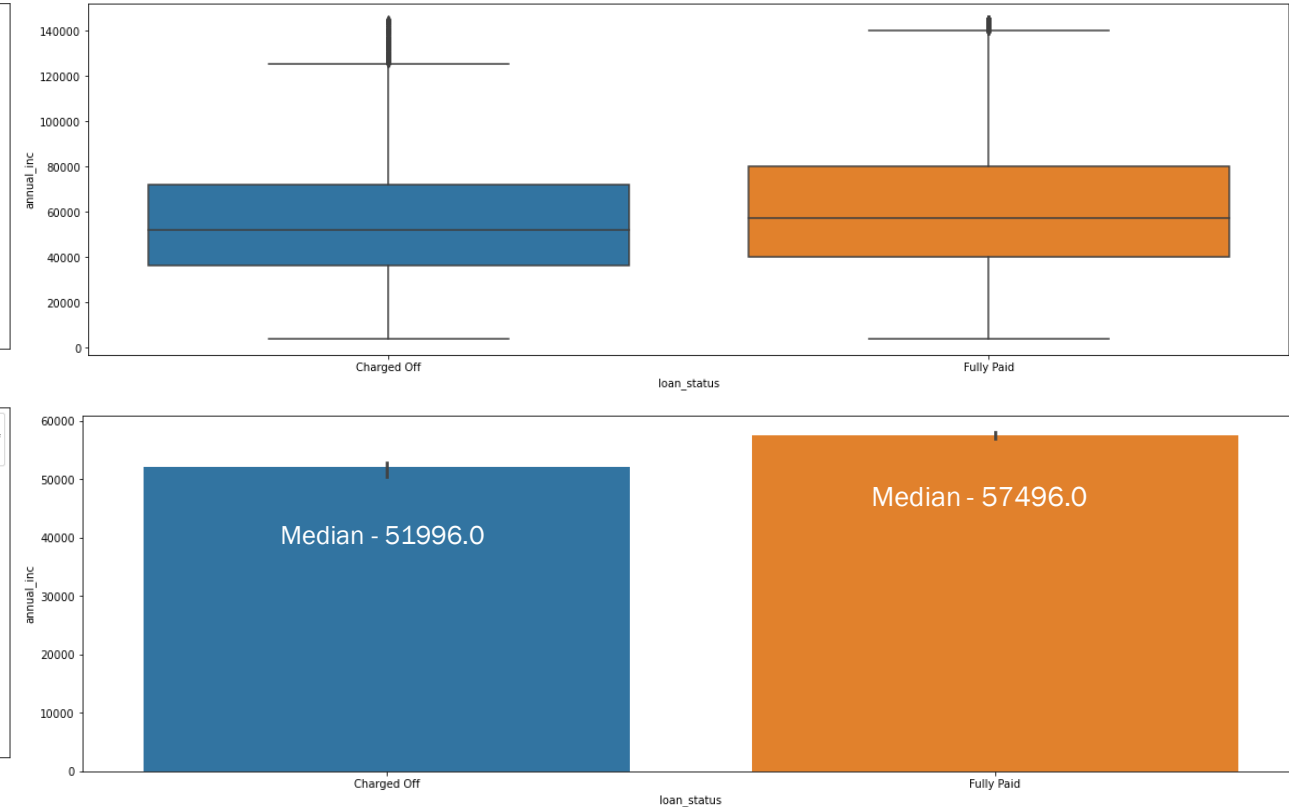 140000
120000
100000
80000
60000
40000
20000
0
annual_inc
Charged Off
Fully Paid
loan_status
60000
50000
40000
30000
20000
10000
0
annual_inc
Median - 51996.0
Median - 57496.0
Charged Off
Fully Paid
loan_status